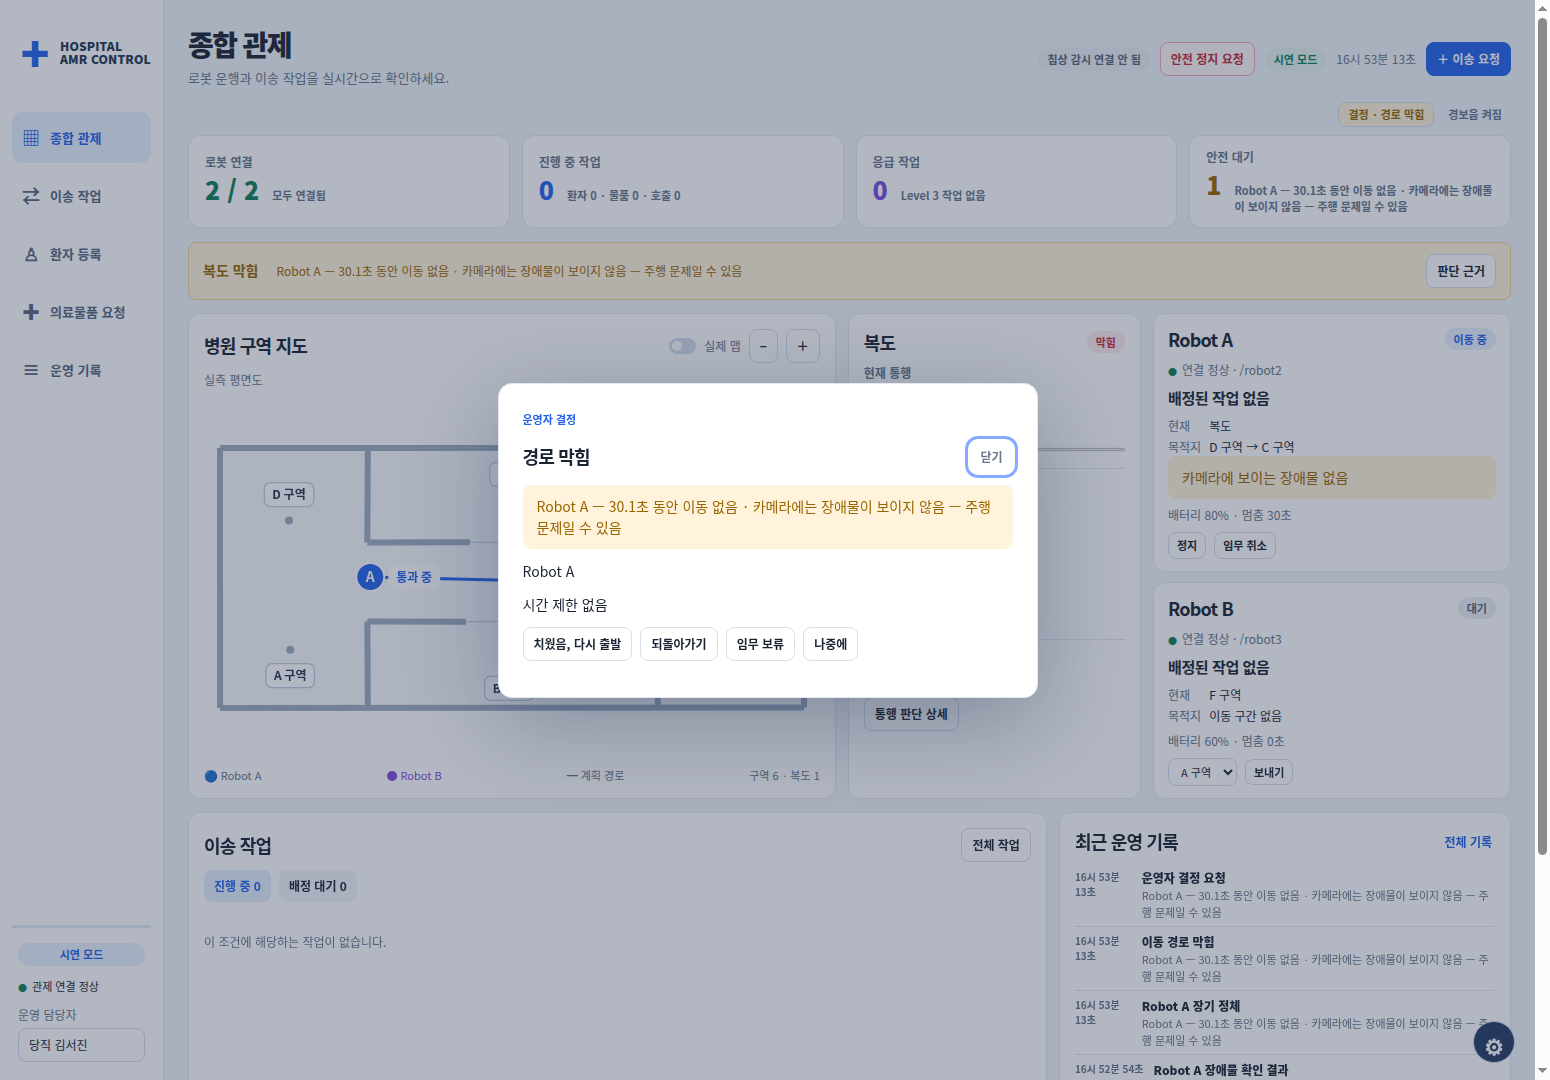 HOSPITAL
AMR CONTROL
종합 관제
이송 작업
환자 등록
의료물품 요청
운영 기록
시연 모드
관제 연결 정상
운영 담당자
당직 김서진
종합 관제
로봇 운행과 이송 작업을 실시간으로 확인하세요.
침상 감시 연결 안 됨
안전 정지 요청
시연 모드
16시 53분 13초
+ 이송 요청
결정 · 경로 막힘
경보음 켜짐
로봇 연결
2 / 2 모두 연결됨
진행 중 작업
0 환자 0 · 물품 0 · 호출 0
응급 작업
0 Level 3 작업 없음
안전 대기
1 Robot A — 30.1초 동안 이동 없음 · 카메라에는 장애물
이 보이지 않음 — 주행 문제일 수 있음
복도 막힘 Robot A — 30.1초 동안 이동 없음 · 카메라에는 장애물이 보이지 않음 — 주행 문제일 수 있음
판단 근거
병원 구역 지도
실제 맵
-
+
실측 평면도
D 구역
A · 통과 중
A 구역
B
Robot A
Robot B
계획 경로
구역 6 · 복도 1
복도
막힘
현재 통행
통행 판단 상세
운영자 결정
경로 막힘
닫기
Robot A — 30.1초 동안 이동 없음 · 카메라에는 장애물이 보이지 않음 — 주행
문제일 수 있음
Robot A
시간 제한 없음
치웠음, 다시 출발
되돌아가기
임무 보류
나중에
Robot A
이동 중
연결 정상 · /robot2
배정된 작업 없음
현재 복도
목적지 D 구역 → C 구역
카메라에 보이는 장애물 없음
배터리 80% · 멈춤 30초
정지
임무 취소
Robot B
대기
연결 정상 · /robot3
배정된 작업 없음
현재 F 구역
목적지 이동 구간 없음
배터리 60% · 멈춤 0초
A 구역
보내기
이송 작업
전체 작업
진행 중 0
배정 대기 0
이 조건에 해당하는 작업이 없습니다.
최근 운영 기록
전체 기록
16시 53분
13초
운영자 결정 요청
Robot A — 30.1초 동안 이동 없음 · 카메라에는 장애물이 보이지 않음 — 주
행 문제일 수 있음
16시 53분
13초
이동 경로 막힘
Robot A — 30.1초 동안 이동 없음 · 카메라에는 장애물이 보이지 않음 — 주
행 문제일 수 있음
16시 53분
13초
Robot A 장기 정체
Robot A — 30.1초 동안 이동 없음 · 카메라에는 장애물이 보이지 않음 — 주
행 문제일 수 있음
16시 52분 54초 Robot A 장애물 확인 결과